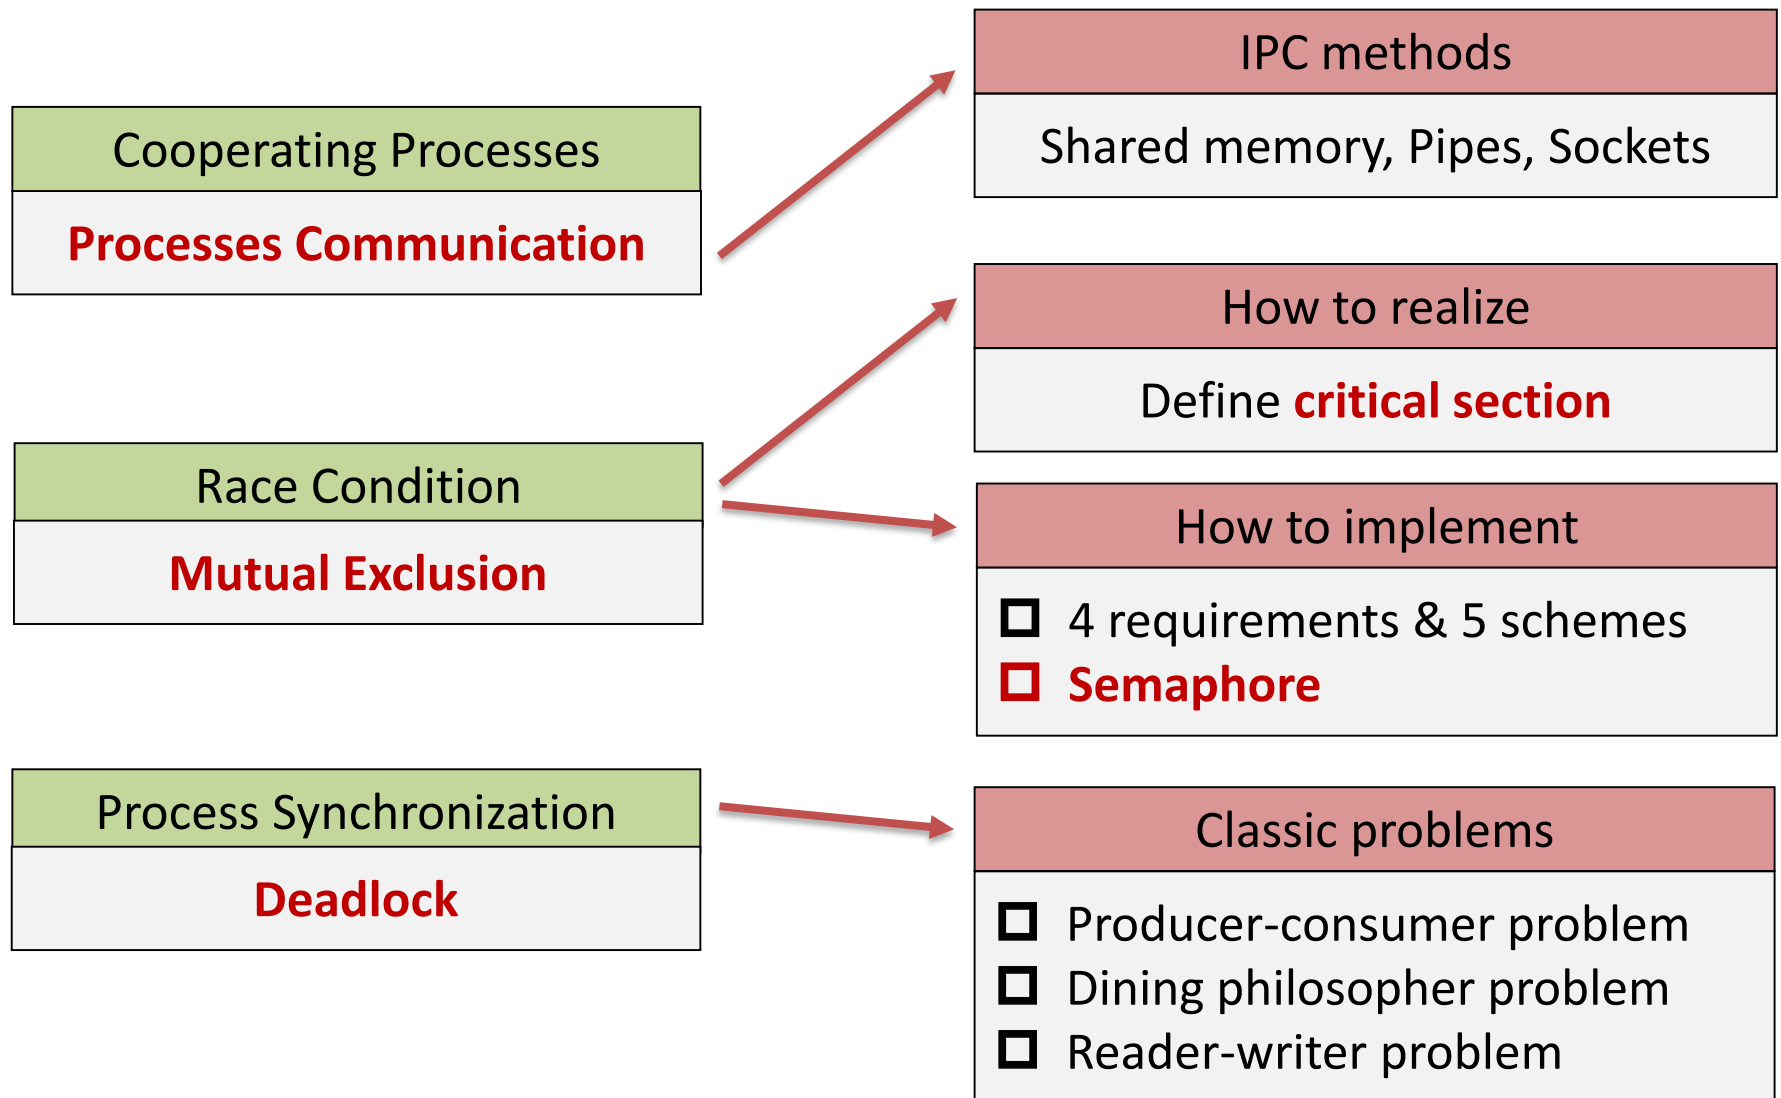 Cooperating Processes
Processes Communication
IPC methods
Shared memory, Pipes, Sockets
Race Condition
Mutual Exclusion
How to realize
Define critical section
How to implement
4 requirements & 5 schemes
Semaphore
Process Synchronization
Deadlock
Classic problems
Producer-consumer problem
Dining philosopher problem
Reader-writer problem